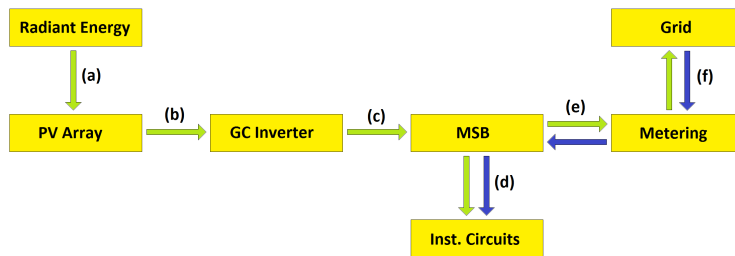 Radiant Energy
Grid
(a)
(f)
(b)
(c)
(e)
PV Array
GC Inverter
MSB
Metering
(d)
Inst. Circuits